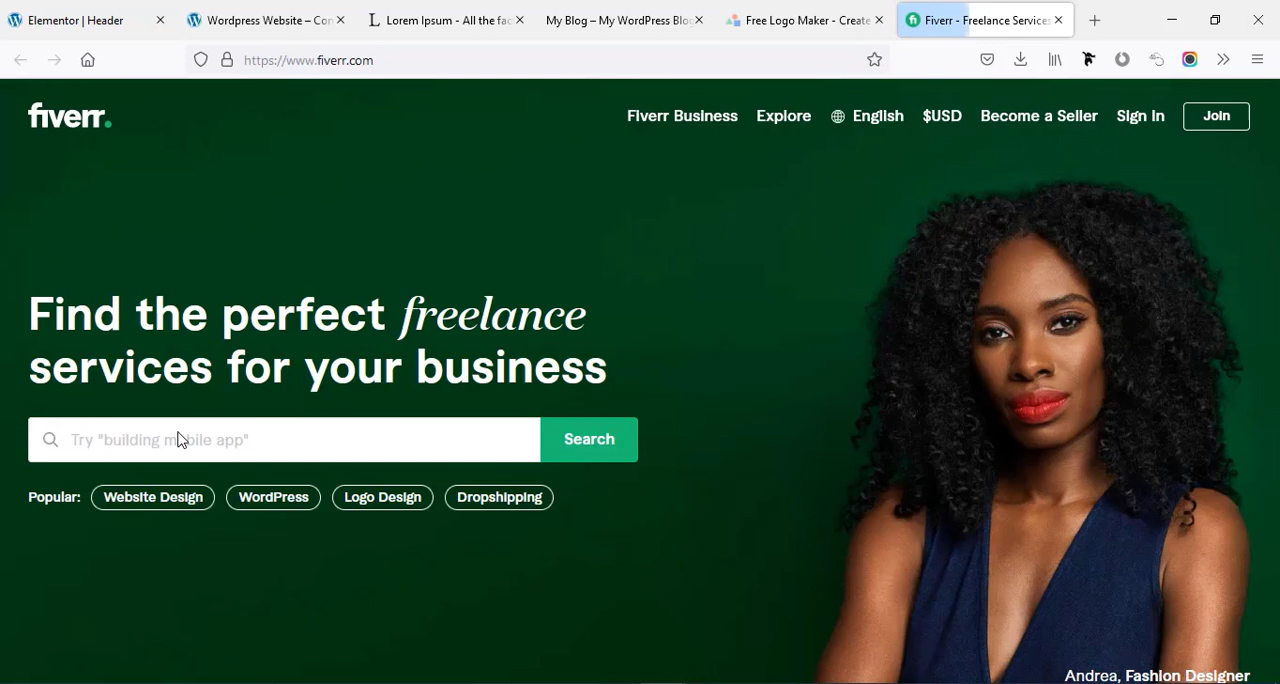 Elementor | Header
Wordpress Website – Con
Lorem Ipsum - All the fac
My Blog – My WordPress Blog
Free Logo Maker - Create
Fiverr - Freelance Services
https://www.fiverr.com
fiverr.
Fiverr Business
Explore
English
$USD
Become a Seller
Sign in
Join
Find the perfect freelance
services for your business
Try "building mobile app"
Search
Popular:
Website Design
WordPress
Logo Design
Dropshipping
Andrea, Fashion Designer